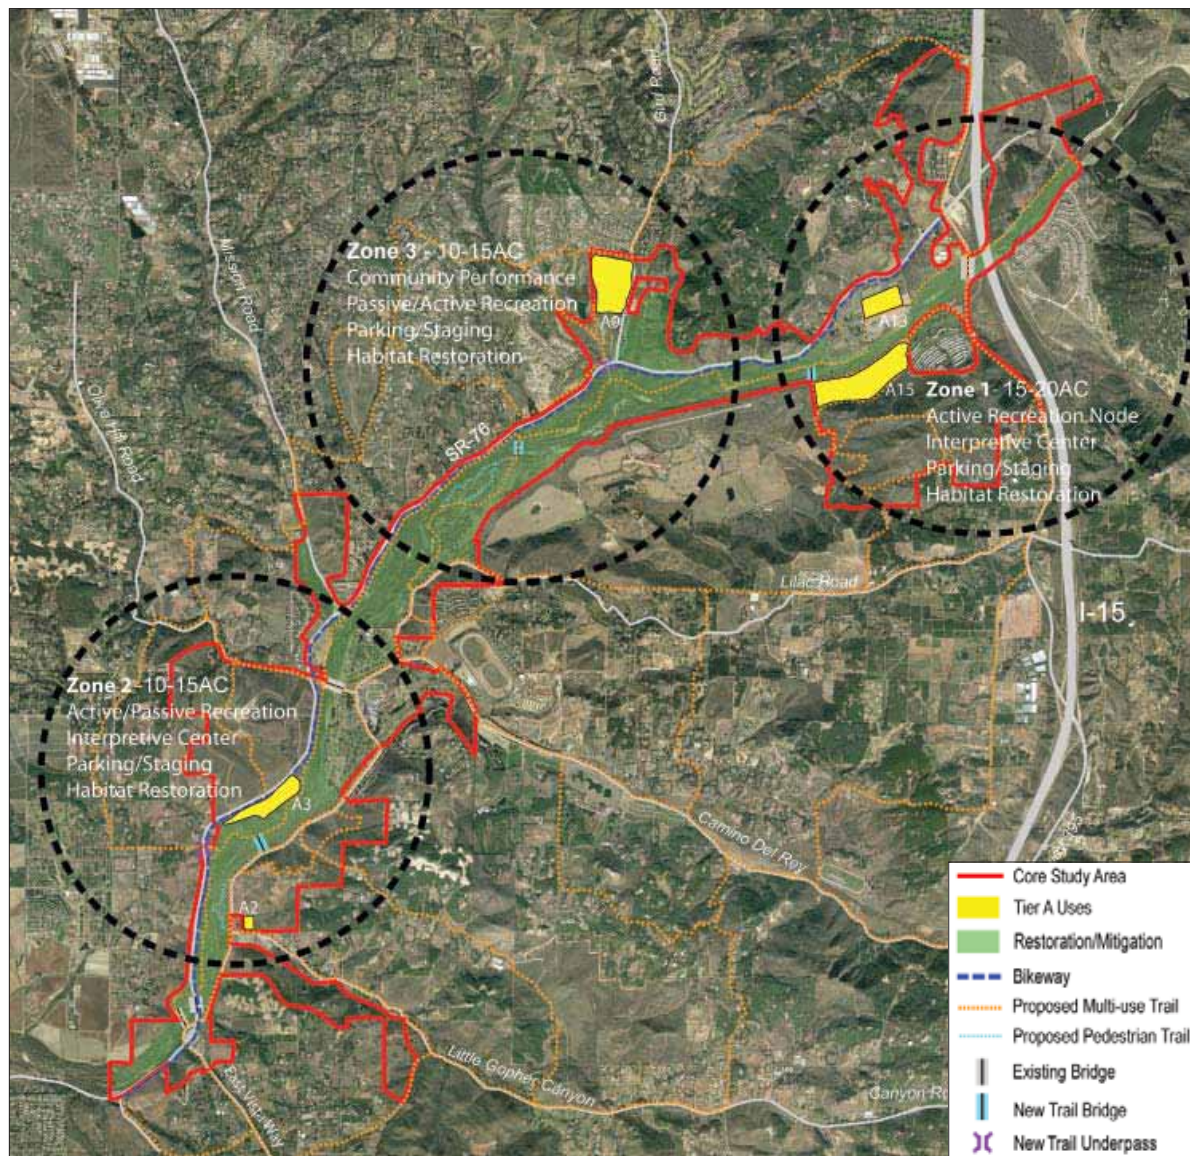 Gird Road
Mission Road
Olive Hill Road
Zone 3 - 10-15AC
Community Performance
Passive/Active Recreation
Parking/Staging
Habitat Restoration
A9
A13
A15
Zone 1 - 15-20AC
Active Recreation Node
Interpretive Center
Parking/Staging
Habitat Restoration
SR-76
Lilac Road
I-15
Zone 2 -10-15AC
Active/Passive Recreation
Interpretive Center
Parking/Staging
Habitat Restoration
A3
A2
Camino Del Rey
Little Gopher Canyon
East Vista Way
Core Study Area
Tier A Uses
Restoration/Mitigation
Bikeway
Proposed Multi-use Trail
Proposed Pedestrian Trail
Existing Bridge
New Trail Bridge
New Trail Underpass